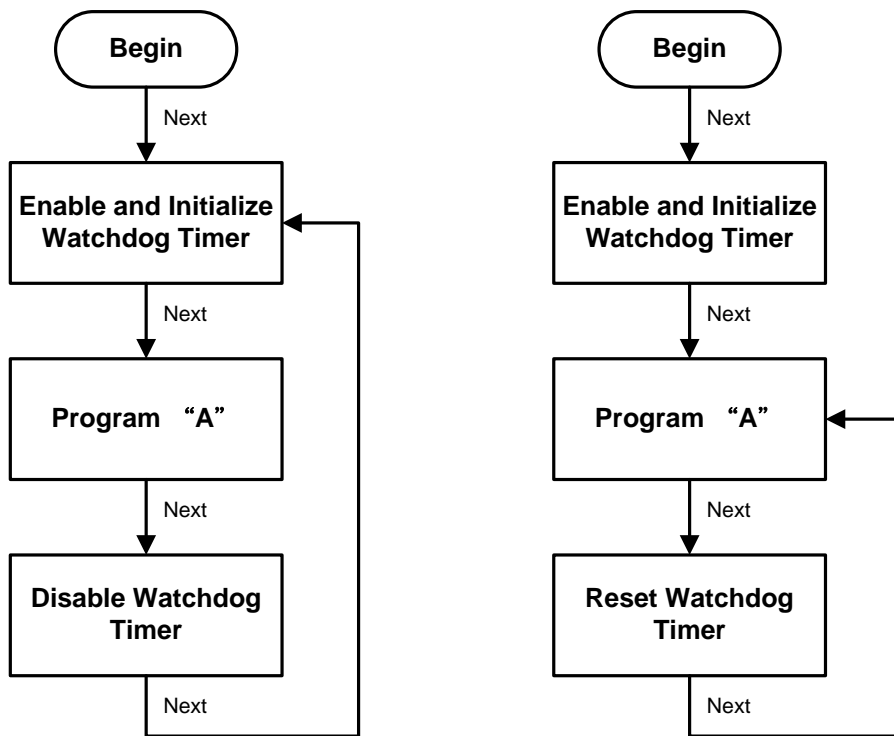 Begin
Next
Enable and Initialize
Watchdog Timer
Next
Program “A”
Next
Disable Watchdog
Timer
Next
Begin
Next
Enable and Initialize
Watchdog Timer
Next
Program “A”
Next
Reset Watchdog
Timer
Next